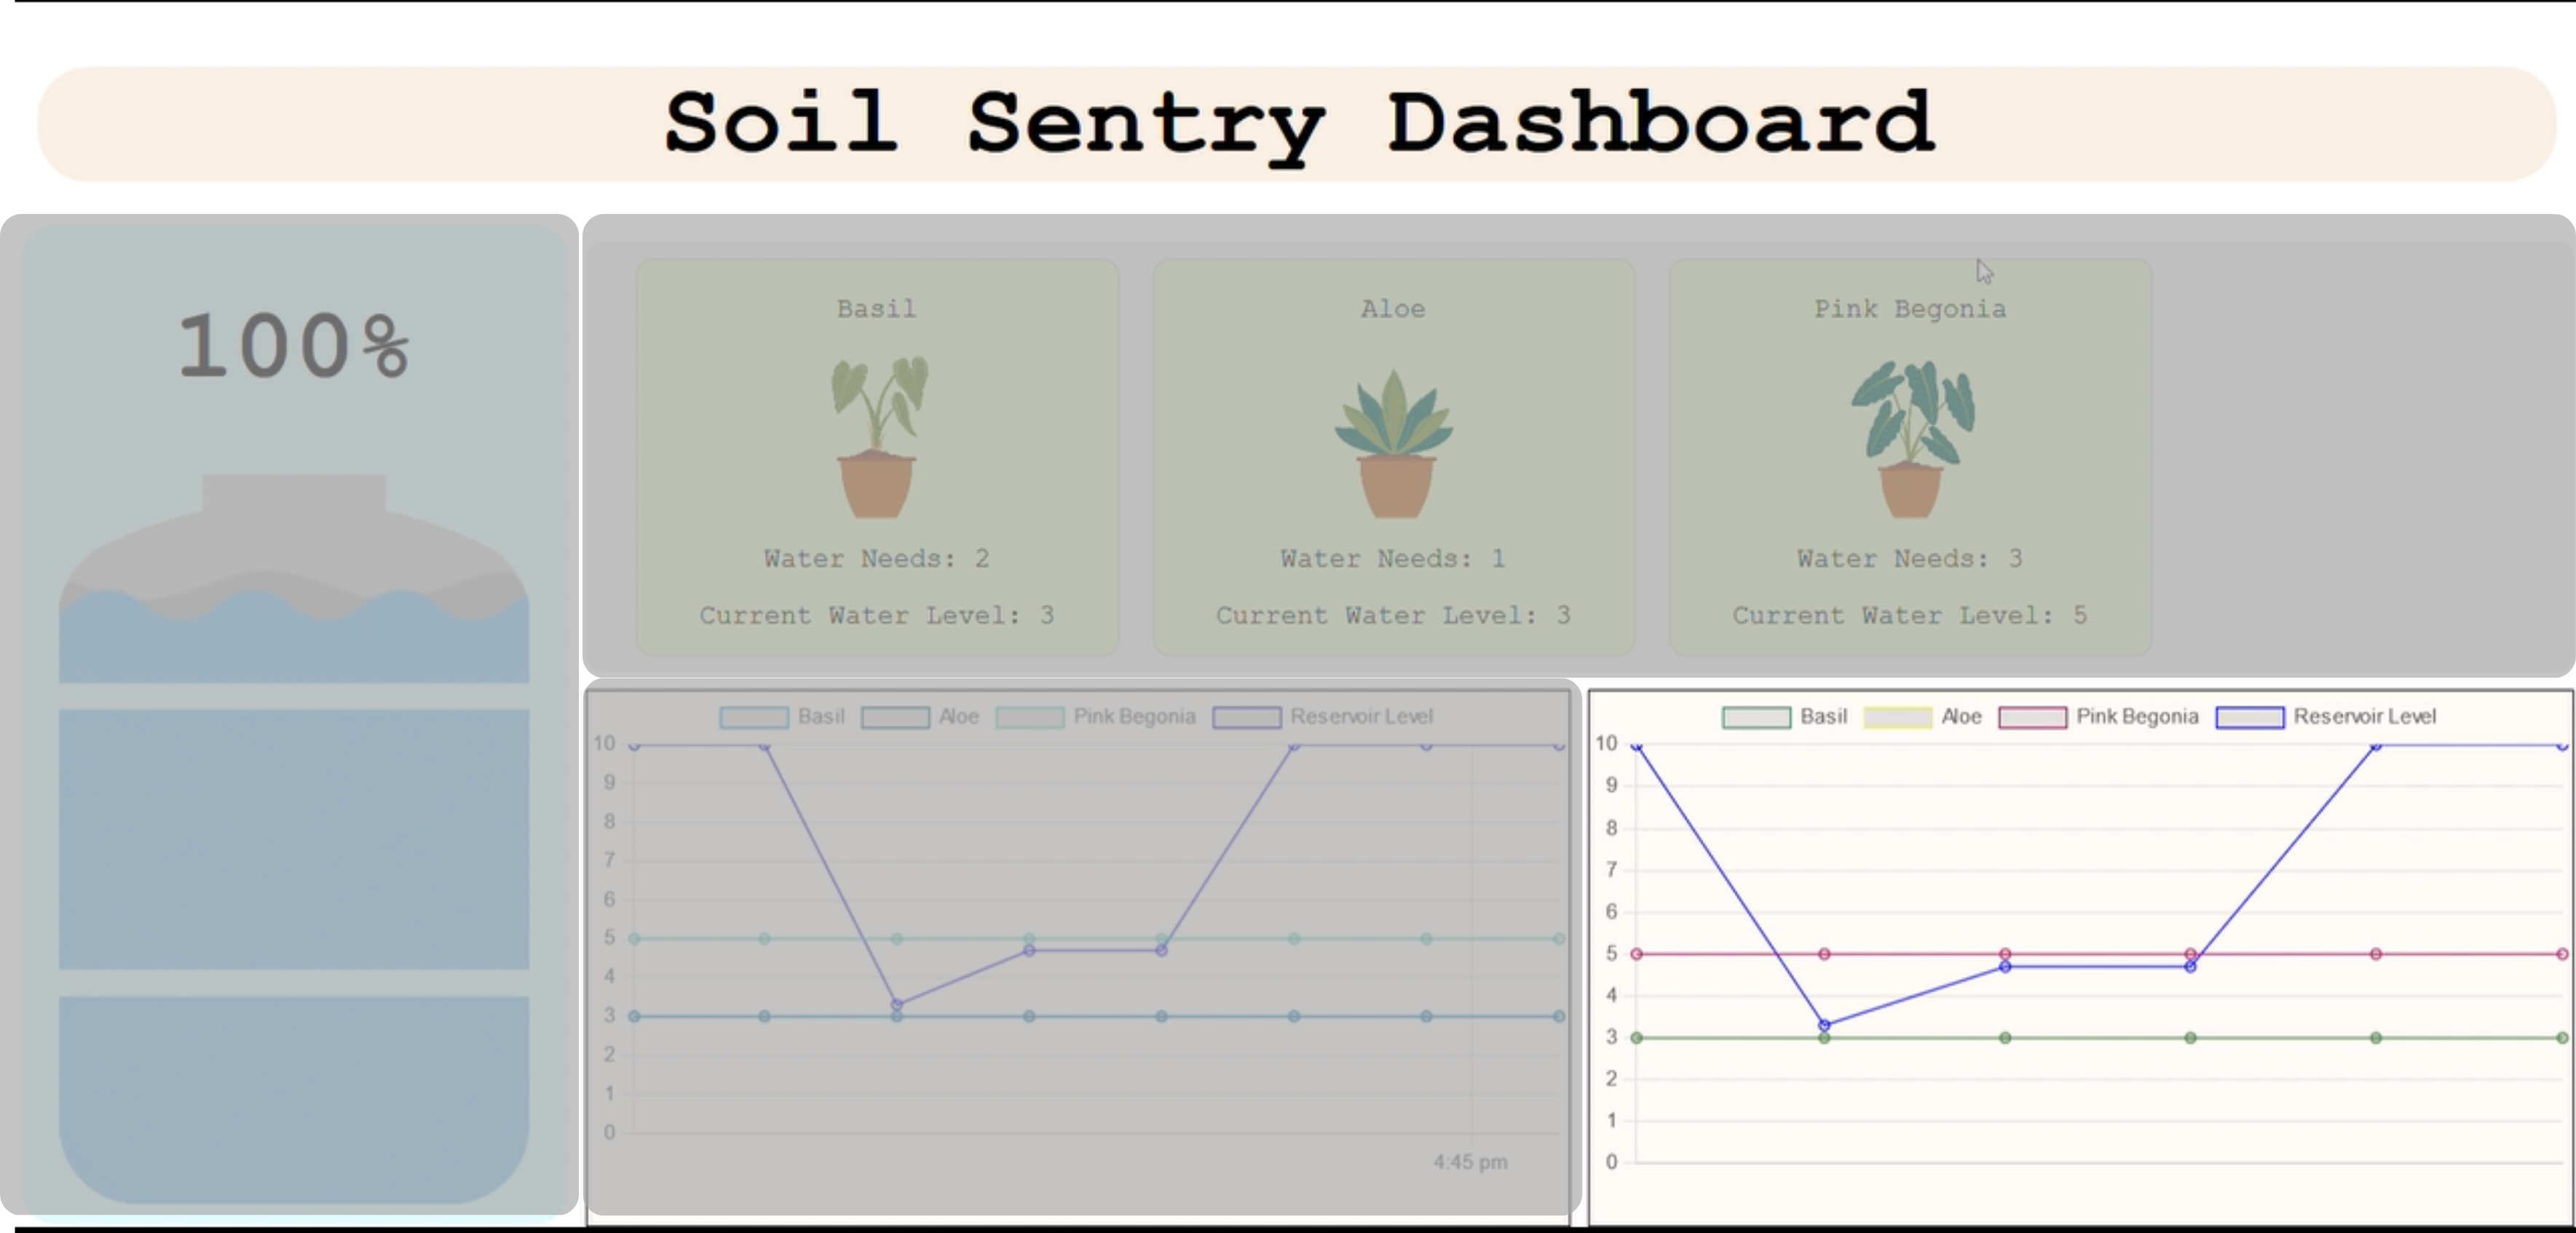 Soil Sentry Dashboard
100%
Basil
Water Needs: 2
Current Water Level: 3
Aloe
Water Needs: 1
Current Water Level: 3
Pink Begonia
Water Needs: 3
Current Water Level: 5
Basil Aloe Pink Begonia Reservoir Level
10
9
8
7
6
5
4
3
2
1
0
4:45 pm
Basil Aloe Pink Begonia Reservoir Level
10
9
8
7
6
5
4
3
2
1
0